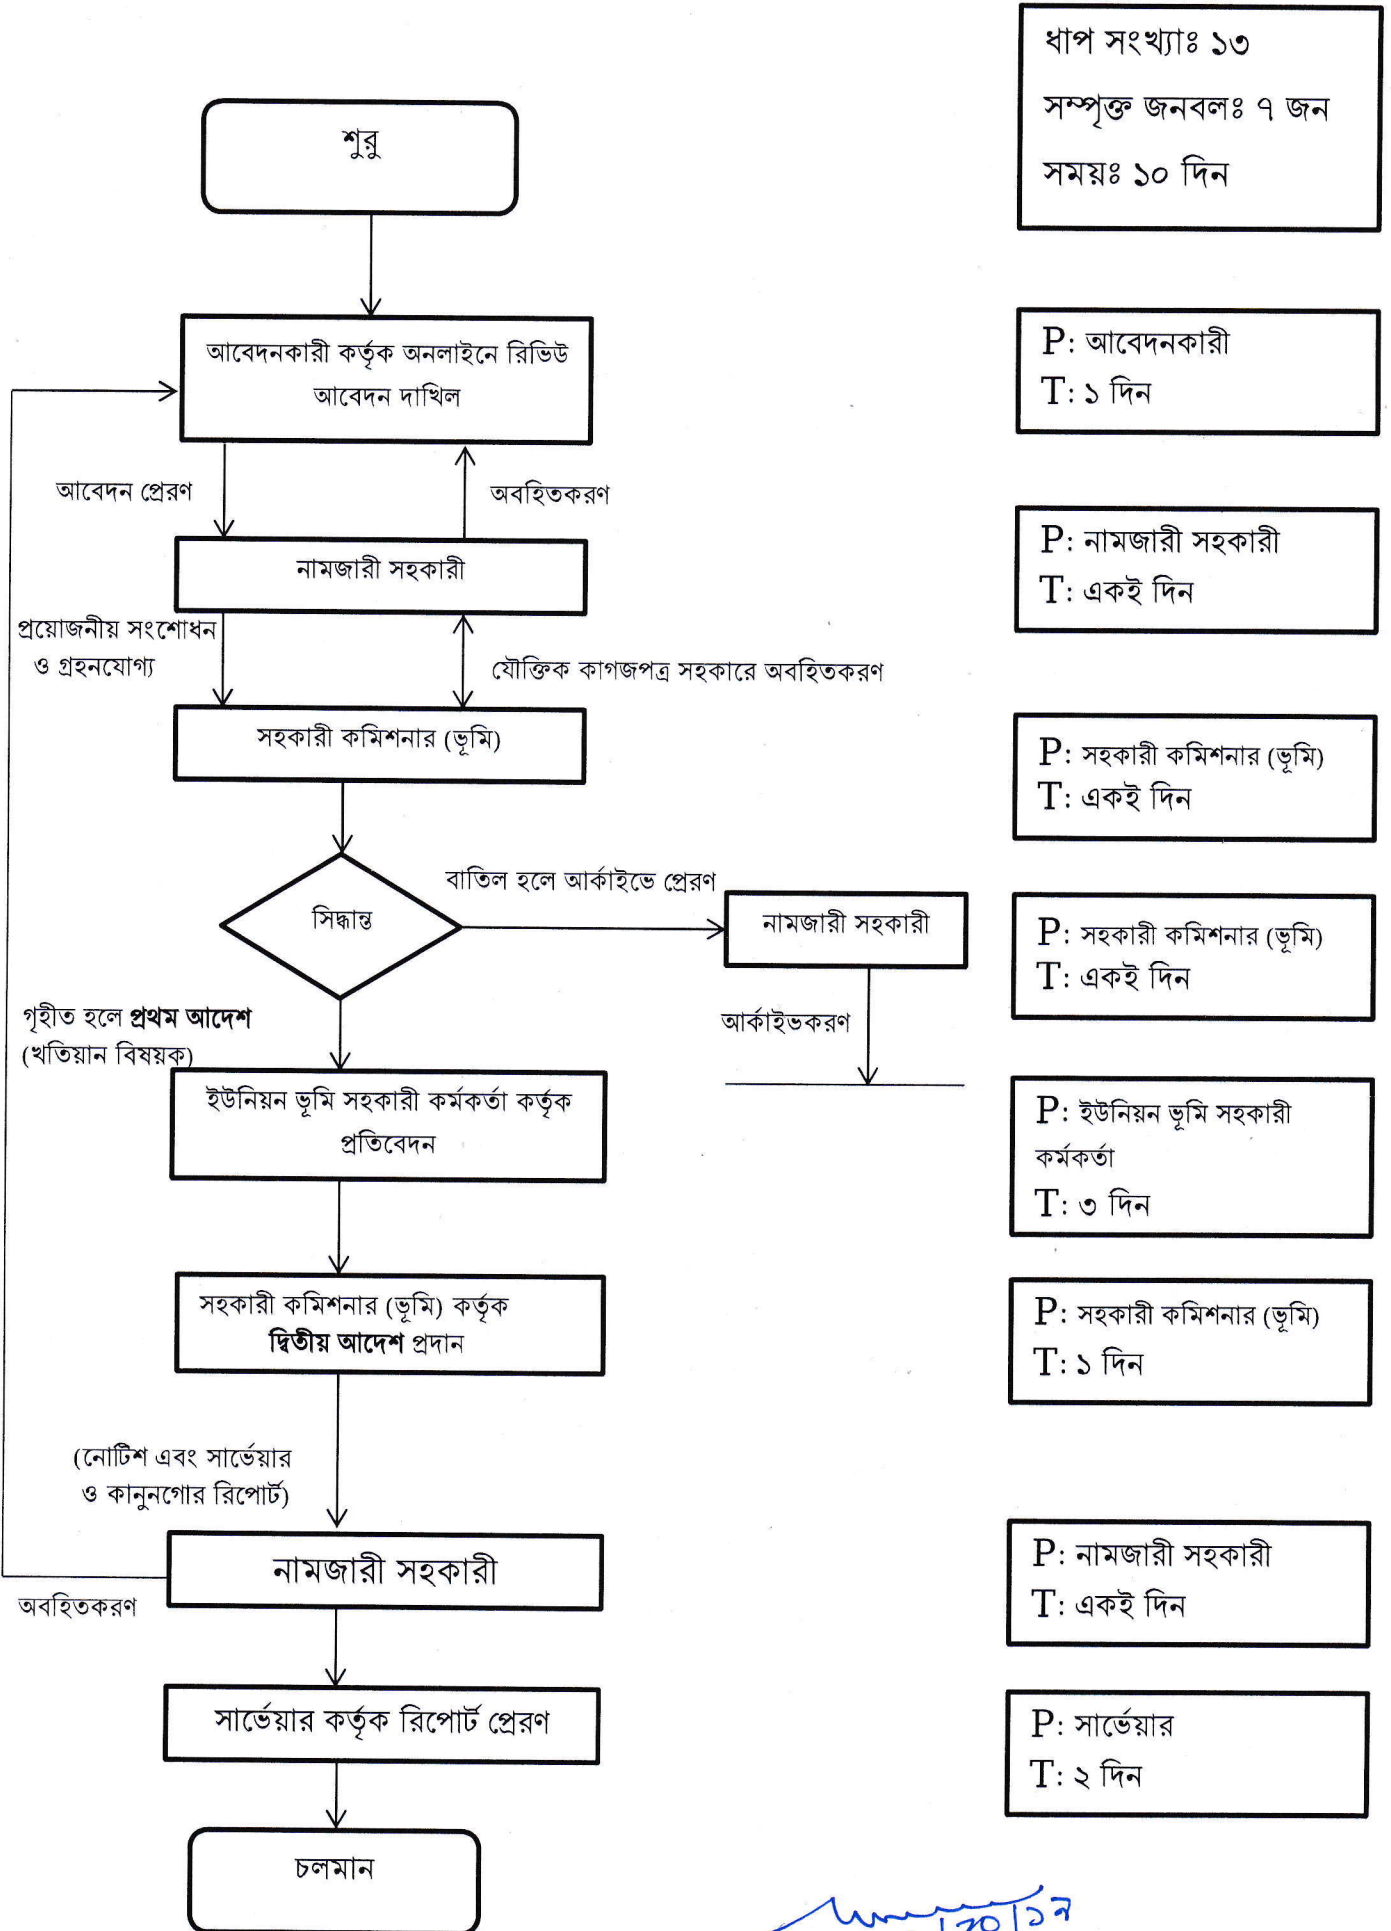 ধাপ সংখ্যাঃ ১৩
সম্পৃক্ত জনবলঃ ৭ জন
সময়ঃ ১০ দিন
শুরু
আবেদনকারী কর্তৃক অনলাইনে রিভিউ
আবেদন দাখিল
P: আবেদনকারী
T: ১ দিন
আবেদন প্রেরণ
অবহিতকরণ
নামজারী সহকারী
P: নামজারী সহকারী
T: একই দিন
প্রয়োজনীয় সংশোধন
ও গ্রহনযোগ্য
যৌক্তিক কাগজপত্র সহকারে অবহিতকরণ
সহকারী কমিশনার (ভূমি)
P: সহকারী কমিশনার (ভূমি)
T: একই দিন
সিদ্ধান্ত
বাতিল হলে আর্কাইভে প্রেরণ
নামজারী সহকারী
P: সহকারী কমিশনার (ভূমি)
T: একই দিন
আর্কাইভকরণ
গৃহীত হলে প্রথম আদেশ
(খতিয়ান বিষয়ক)
ইউনিয়ন ভূমি সহকারী কর্মকর্তা কর্তৃক
প্রতিবেদন
P: ইউনিয়ন ভূমি সহকারী
কর্মকর্তা
T: ৩ দিন
সহকারী কমিশনার (ভূমি) কর্তৃক
দ্বিতীয় আদেশ প্রদান
P: সহকারী কমিশনার (ভূমি)
T: ১ দিন
(নোটিশ এবং সার্ভেয়ার
ও কানুনগোর রিপোর্ট)
নামজারী সহকারী
P: নামজারী সহকারী
T: একই দিন
অবহিতকরণ
সার্ভেয়ার কর্তৃক রিপোর্ট প্রেরণ
P: সার্ভেয়ার
T: ২ দিন
চলমান